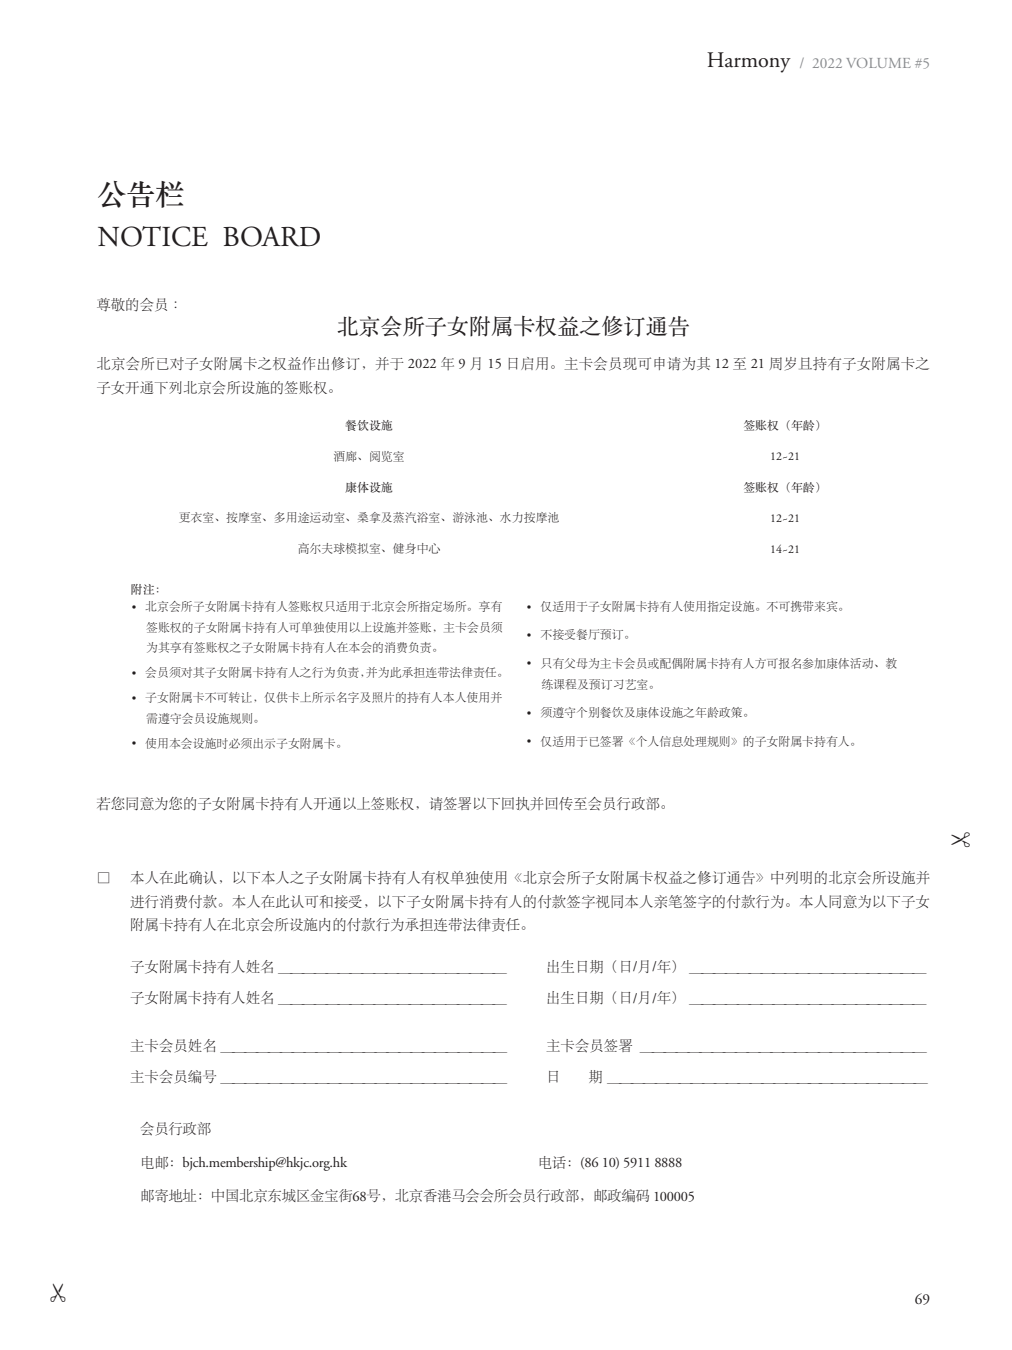 Harmony / 2022 VOLUME #5
公告栏
NOTICE BOARD
尊敬的会员：
北京会所子女附属卡权益之修订通告
北京会所已对子女附属卡之权益作出修订，并于 2022 年 9 月 15 日启用。主卡会员现可申请为其 12 至 21 周岁且持有子女附属卡之
子女开通下列北京会所设施的签账权。
餐饮设施 签账权（年龄）
酒廊、阅览室 12-21
康体设施 签账权（年龄）
更衣室、按摩室、多用途运动室、桑拿及蒸汽浴室、游泳池、水力按摩池 12-21
高尔夫球模拟室、健身中心 14-21
附注：
• 北京会所子女附属卡持有人签账权只适用于北京会所指定场所。享有
签账权的子女附属卡持有人可单独使用以上设施并签账，主卡会员须
为其享有签账权之子女附属卡持有人在本会的消费负责。
• 会员须对其子女附属卡持有人之行为负责，并为此承担连带法律责任。
• 子女附属卡不可转让，仅供卡上所示名字及照片的持有人本人使用并
需遵守会员设施规则。
• 使用本会设施时必须出示子女附属卡。
• 仅适用于子女附属卡持有人使用指定设施。不可携带来宾。
• 不接受餐厅预订。
• 只有父母为主卡会员或配偶附属卡持有人方可报名参加康体活动、教
练课程及预订习艺室。
• 须遵守个别餐饮及康体设施之年龄政策。
• 仅适用于已签署《个人信息处理规则》的子女附属卡持有人。
若您同意为您的子女附属卡持有人开通以上签账权，请签署以下回执并回传至会员行政部。
□ 本人在此确认，以下本人之子女附属卡持有人有权单独使用《北京会所子女附属卡权益之修订通告》中列明的北京会所设施并
进行消费付款。本人在此认可和接受，以下子女附属卡持有人的付款签字视同本人亲笔签字的付款行为。本人同意为以下子女
附属卡持有人在北京会所设施内的付款行为承担连带法律责任。
子女附属卡持有人姓名 出生日期（日/月/年）
子女附属卡持有人姓名 出生日期（日/月/年）
主卡会员姓名 主卡会员签署
主卡会员编号 日 期
会员行政部
电邮：bjch.membership@hkjc.org.hk 电话：(86 10) 5911 8888
邮寄地址：中国北京东城区金宝街68号，北京香港马会会所会员行政部，邮政编码 100005
69